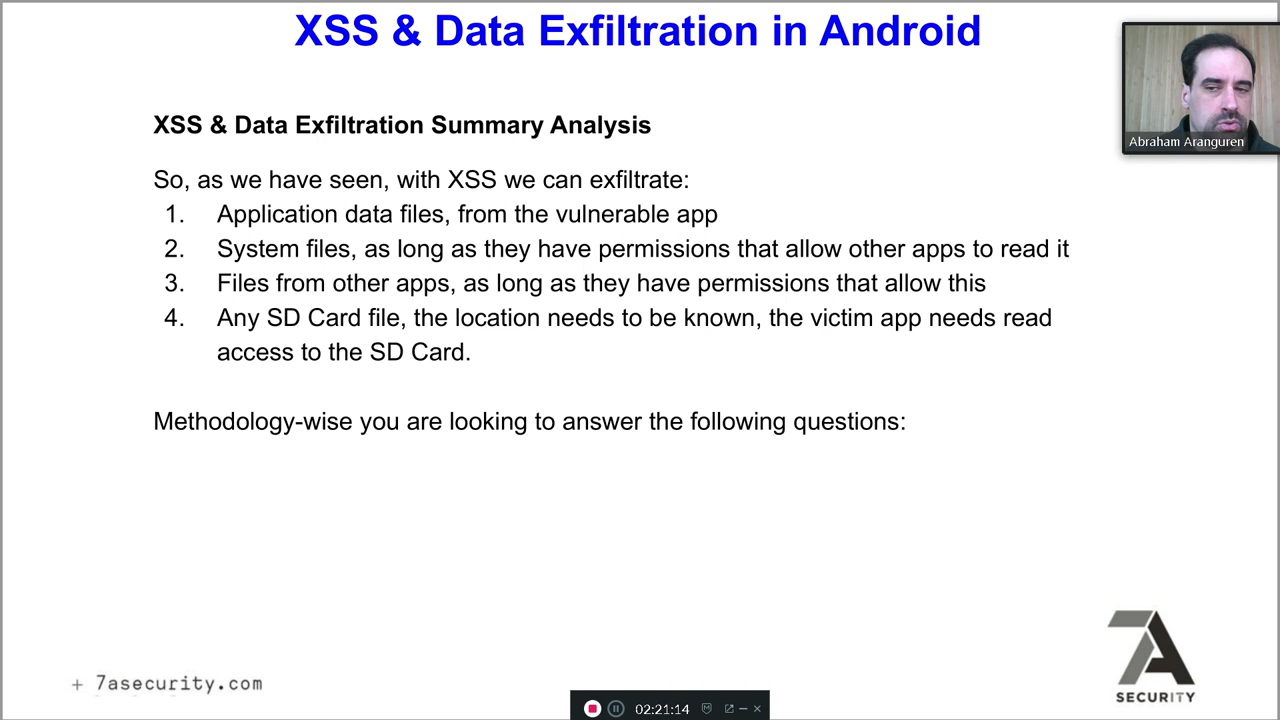 XSS & Data Exfiltration in Android
Abraham Aranguren
XSS & Data Exfiltration Summary Analysis
So, as we have seen, with XSS we can exfiltrate:
1. Application data files, from the vulnerable app
2. System files, as long as they have permissions that allow other apps to read it
3. Files from other apps, as long as they have permissions that allow this
4. Any SD Card file, the location needs to be known, the victim app needs read
access to the SD Card.
Methodology-wise you are looking to answer the following questions:
7A
SECURITY
+ 7asecurity.com
02:21:14